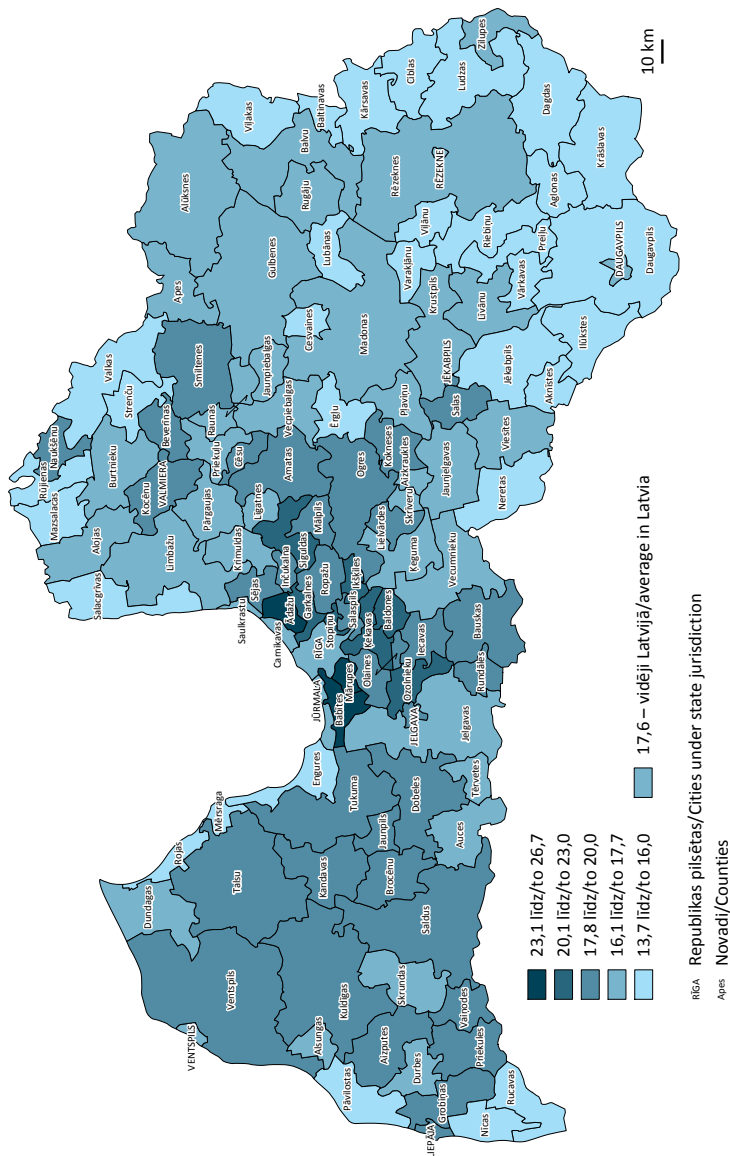 Rūjienas
Mazsalacas
Naukšēnu
Valkas
Strenču
Burtnieku
Alojas
Salacgrīvas
Kocēnu
VALMIERA
Beverīnas
Smiltenes
Apes
Alūksnes
Viļakas
Limbažu
Pārgaujas
Priekuļu
Raunas
Cēsu
Krimuldas
Līgatnes
Amatas
Vecpiebalgas
Jaunpiebalgas
Gulbenes
Rugāju
Balvu
Baltinavas
Dundagas
Rojas
Mērsraga
VENTSPILS
Ventspils
Talsu
Saulkrastu
Sējas
Inčukalna
Siguldas
Mālpils
Carnikavas
Ādažu
Garkalnes
Ropažu
RĪGA
Stopiņu
Salaspils
Ikšķiles
Ogres
Ērgļu
Cesvaines
Lubānas
Madonas
Kārsavas
Ciblas
Ludzas
Zilupes
Rēzeknes
RĒZEKNE
Viļānu
Varakļānu
Engures
JŪRMALA
Babītes
Mārupes
Olaines
Ķekavas
Baldones
Lielvārdes
Ķeguma
Skrīveru
Aizkraukles
Kokneses
Pļaviņu
Krustpils
JĒKABPILS
Līvānu
Riebiņu
Preiļu
Vārkavas
Aglonas
Dagdas
Krāslavas
Alsungas
Kuldīgas
Kandavas
Tukuma
Jaunpils
Pāvilostas
Aizputes
Skrundas
Brocēnu
Dobeles
JELGAVA
Ozolnieku
Iecavas
Vecumnieku
Jaunjelgavas
Salas
Viesītes
Jēkabpils
Aknīstes
Neretas
Ilūkstes
DAUGAVPILS
Daugavpils
Durbes
Grobiņas
LIEPĀJA
Saldus
Auces
Tērvetes
Jelgavas
Rundāles
Bauskas
Vaiņodes
Priekules
Nīcas
Rucavas
23,1 līdz/to 26,7
20,1 līdz/to 23,0
17,8 līdz/to 20,0
16,1 līdz/to 17,7
13,7 līdz/to 16,0
17,6 – vidēji Latvijā/average in Latvia
RĪGA Republikas pilsētas/Cities under state jurisdiction
Apes Novadi/Counties
10 km